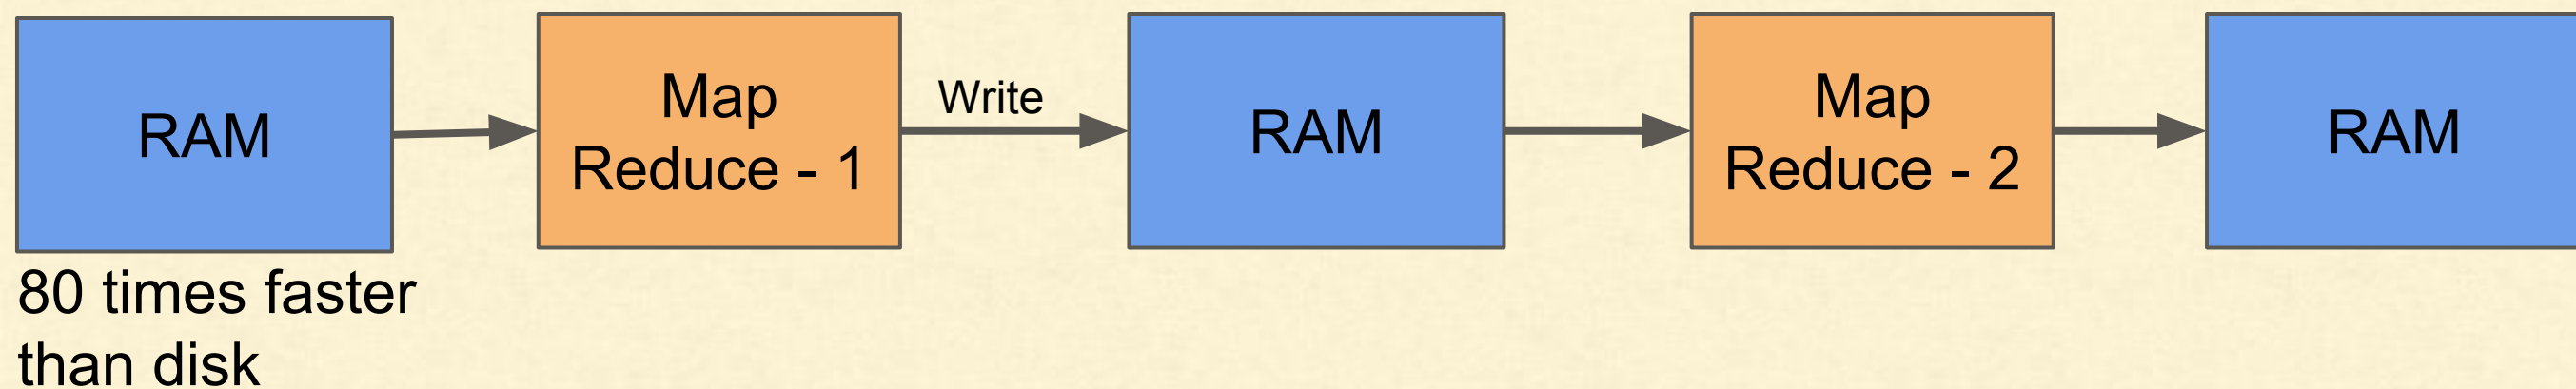 RAM
Map
Reduce - 1
Write
RAM
Map
Reduce - 2
RAM
80 times faster
than disk